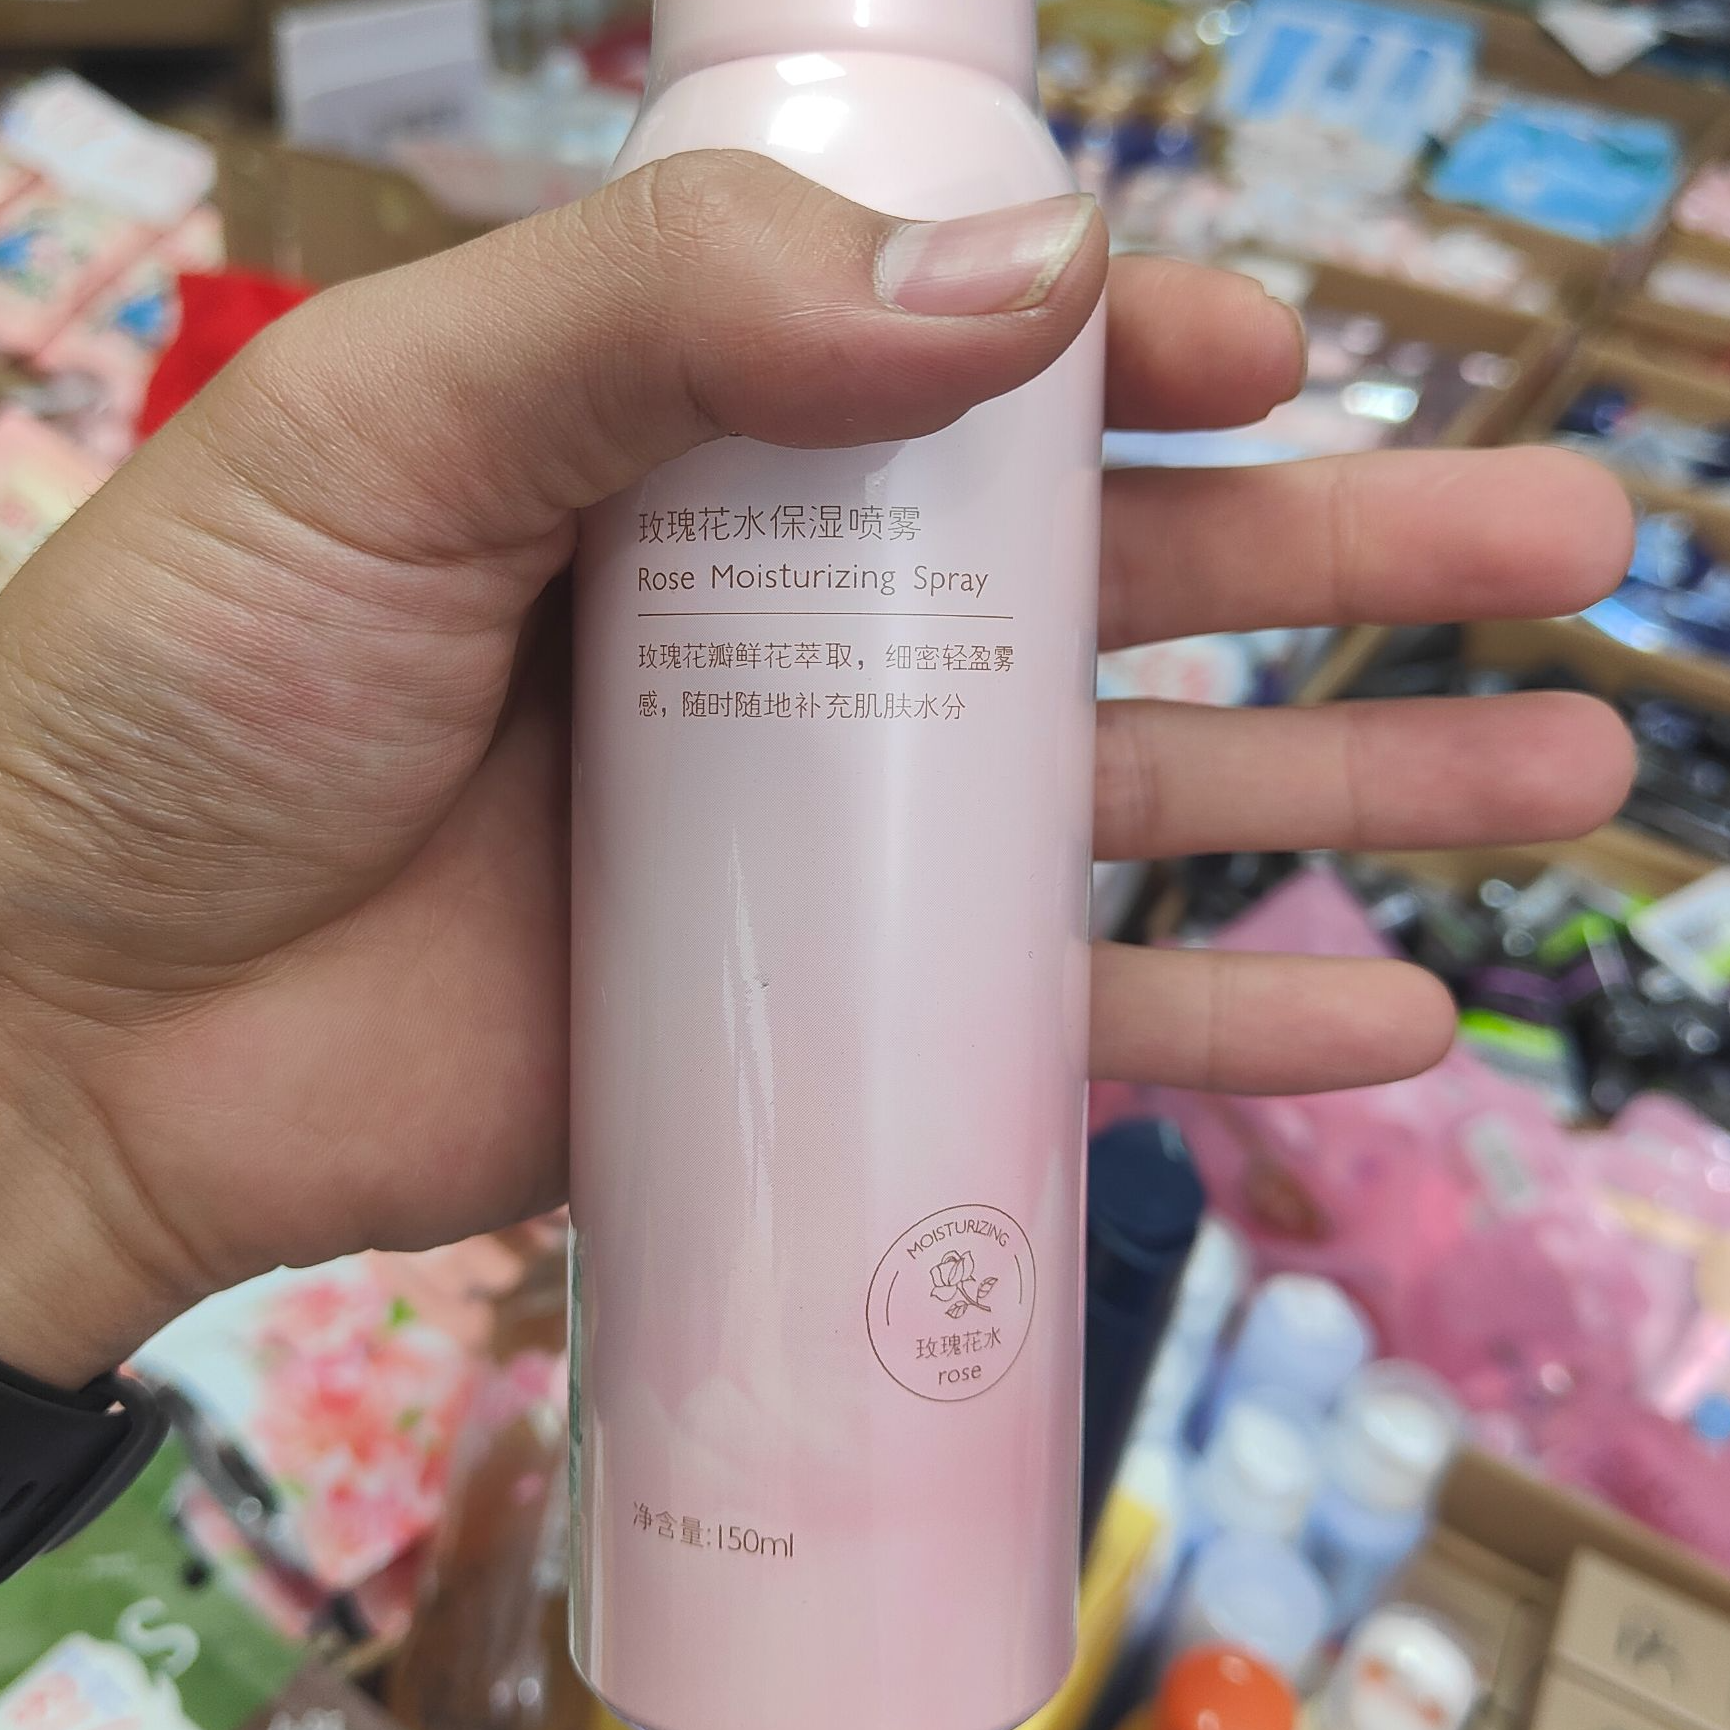 玫瑰花水保湿喷雾
Rose Moisturizing Spray
玫瑰花瓣鲜花萃取，细密轻盈雾
感，随时随地补充肌肤水分
MOISTURIZING
玫瑰花水
rose
净含量:150ml